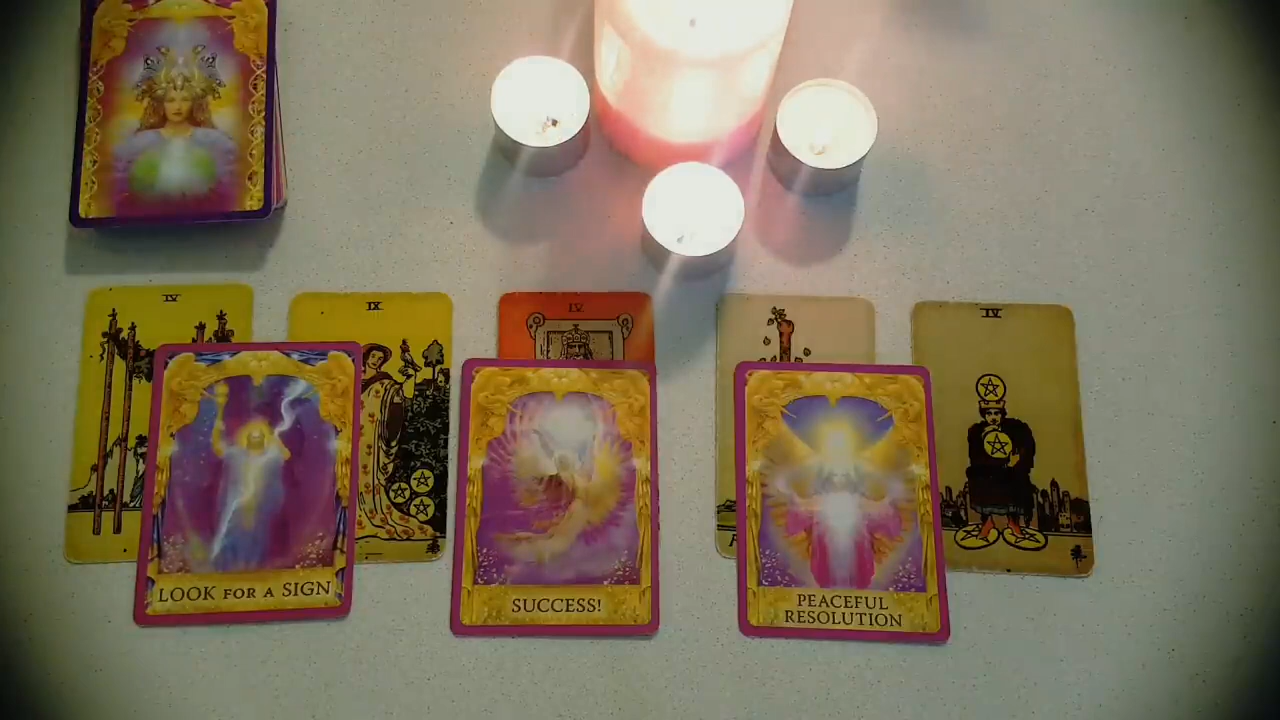 IV
IX
IV
IV
LOOK FOR A SIGN
SUCCESS!
PEACEFUL
RESOLUTION